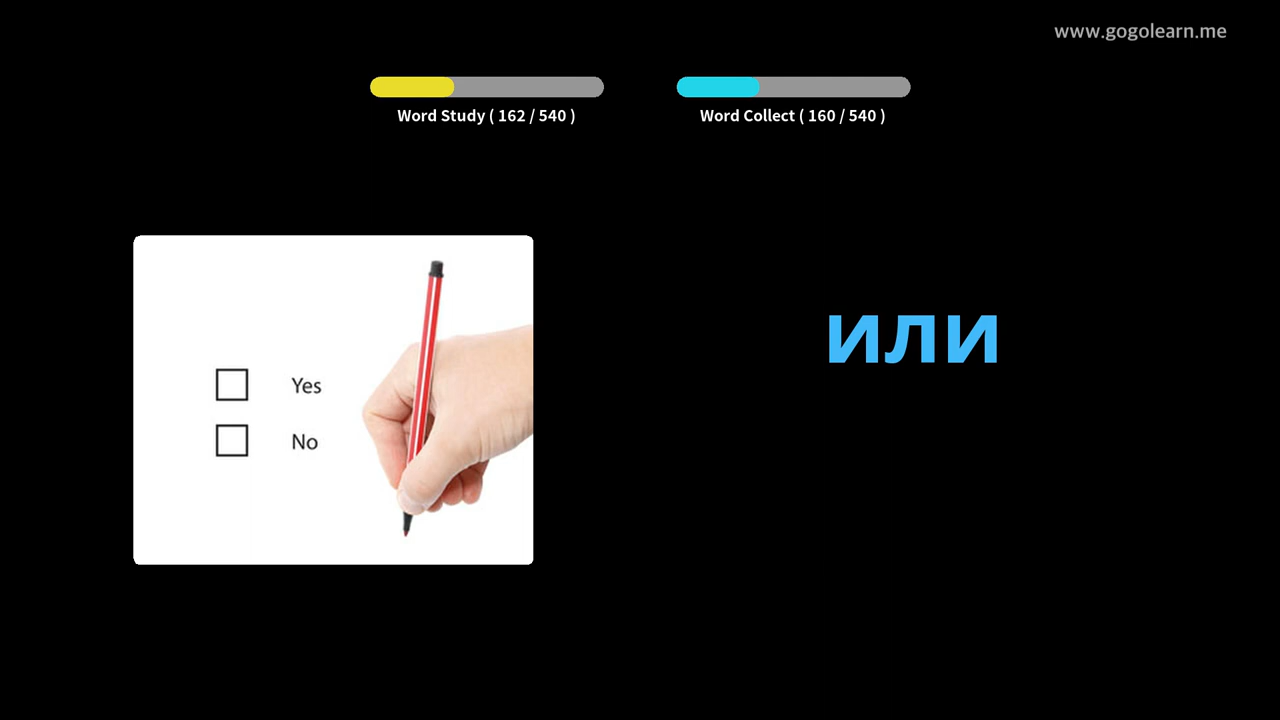 www.gogolearn.me
Word Study ( 162 / 540 )
Word Collect ( 160 / 540 )
Yes
No
или